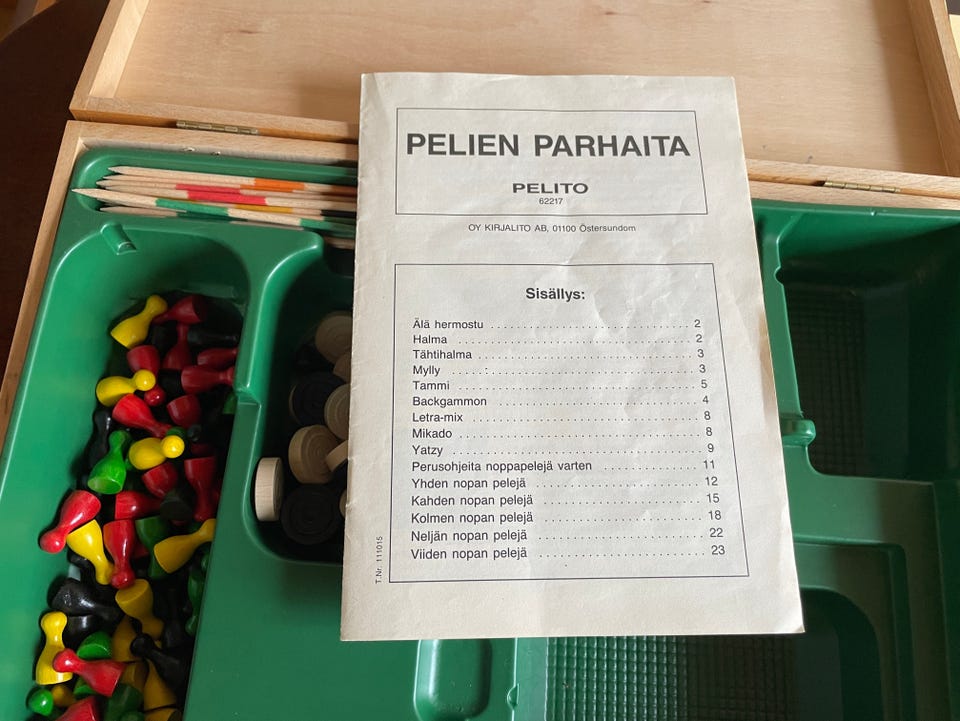 PELIEN PARHAITA
PELITO
62217
OY KIRJALITO AB, 01100 Östersundom
Sisällys:
Älä hermostu . . . . . . . . . . . . . . . . . . . . . . . . . . . . . . 2
Halma . . . . . . . . . . . . . . . . . . . . . . . . . . . . . . 2
Tähtihalma . . . . . . . . . . . . . . . . . . . . . . . . . . . . . . 3
Mylly . . . . . . . . . . . . . . . . . . . . . . . . . . . . . . 3
Tammi . . . . . . . . . . . . . . . . . . . . . . . . . . . . . . 5
Backgammon . . . . . . . . . . . . . . . . . . . . . . . . . . . . . . 4
Letra-mix . . . . . . . . . . . . . . . . . . . . . . . . . . . . . . 8
Mikado . . . . . . . . . . . . . . . . . . . . . . . . . . . . . . 8
Yatzy . . . . . . . . . . . . . . . . . . . . . . . . . . . . . . 9
Perusohjeita noppapelejä varten . . . . . . . . . . . . . . 11
Yhden nopan pelejä . . . . . . . . . . . . . . . . . . . . . . . 12
Kahden nopan pelejä . . . . . . . . . . . . . . . . . . . . . . . 15
Kolmen nopan pelejä . . . . . . . . . . . . . . . . . . . . . . . 18
Neljän nopan pelejä . . . . . . . . . . . . . . . . . . . . . . . 22
Viiden nopan pelejä . . . . . . . . . . . . . . . . . . . . . . . 23
T.Nr. 111015